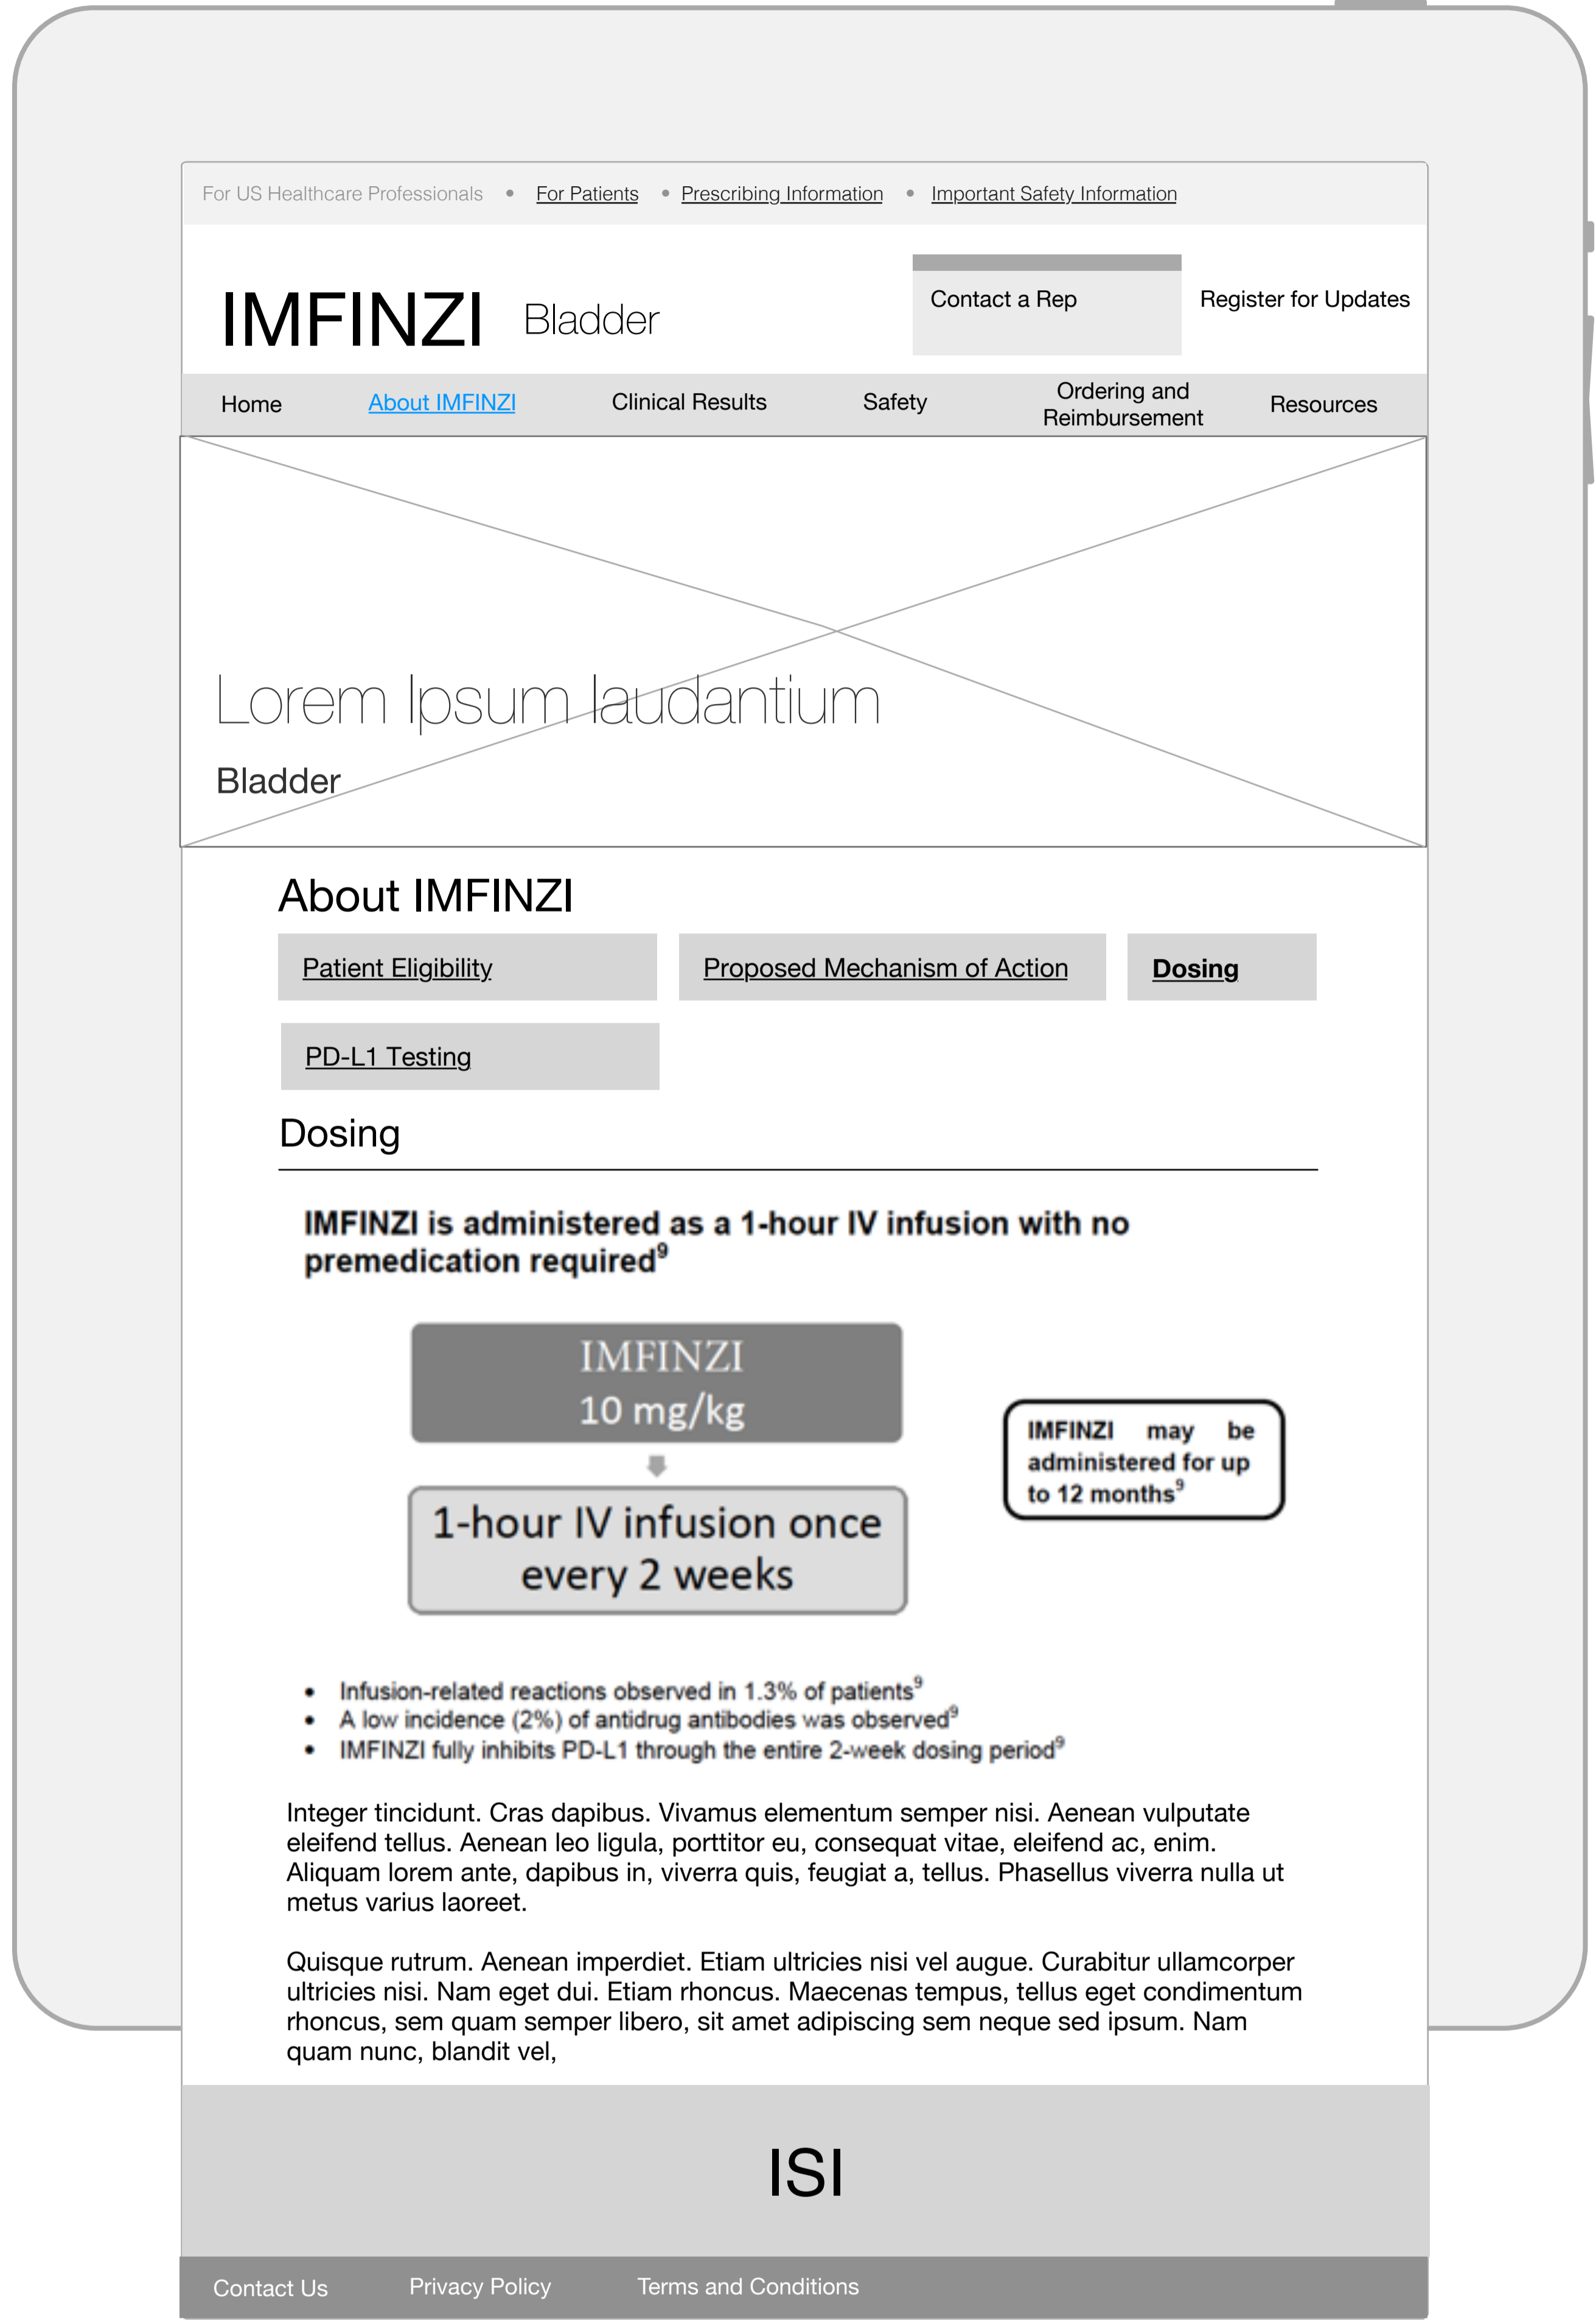 For US Healthcare Professionals • For Patients • Prescribing Information • Important Safety Information
IMFINZI Bladder
Contact a Rep
Register for Updates
Home
About IMFINZI
Clinical Results
Safety
Ordering and
Reimbursement
Resources
Lorem Ipsum laudantium
Bladder
About IMFINZI
Patient Eligibility
Proposed Mechanism of Action
Dosing
PD-L1 Testing
Dosing
IMFINZI is administered as a 1-hour IV infusion with no
premedication required⁹
IMFINZI
10 mg/kg
1-hour IV infusion once
every 2 weeks
IMFINZI may be
administered for up
to 12 months⁹
• Infusion-related reactions observed in 1.3% of patients⁹
• A low incidence (2%) of antidrug antibodies was observed⁹
• IMFINZI fully inhibits PD-L1 through the entire 2-week dosing period⁹
Integer tincidunt. Cras dapibus. Vivamus elementum semper nisi. Aenean vulputate
eleifend tellus. Aenean leo ligula, porttitor eu, consequat vitae, eleifend ac, enim.
Aliquam lorem ante, dapibus in, viverra quis, feugiat a, tellus. Phasellus viverra nulla ut
metus varius laoreet.
Quisque rutrum. Aenean imperdiet. Etiam ultricies nisi vel augue. Curabitur ullamcorper
ultricies nisi. Nam eget dui. Etiam rhoncus. Maecenas tempus, tellus eget condimentum
rhoncus, sem quam semper libero, sit amet adipiscing sem neque sed ipsum. Nam
quam nunc, blandit vel,
ISI
Contact Us
Privacy Policy
Terms and Conditions